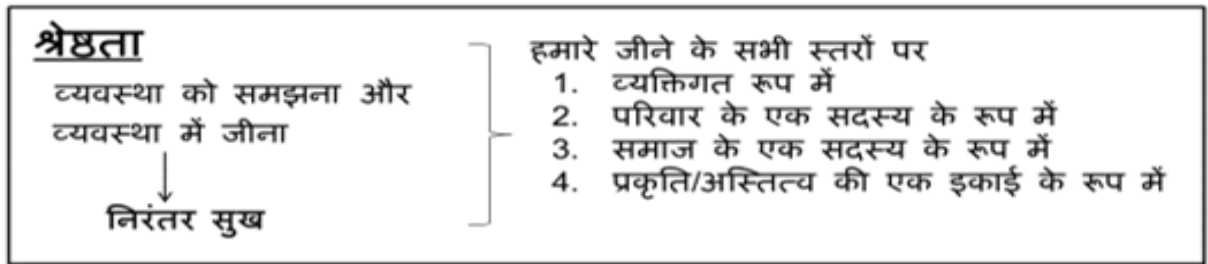 श्रेष्ठता
व्यवस्था को समझना और
व्यवस्था में जीना
निरंतर सुख
हमारे जीने के सभी स्तरों पर
1. व्यक्तिगत रूप में
2. परिवार के एक सदस्य के रूप में
3. समाज के एक सदस्य के रूप में
4. प्रकृति/अस्तित्व की एक इकाई के रूप में